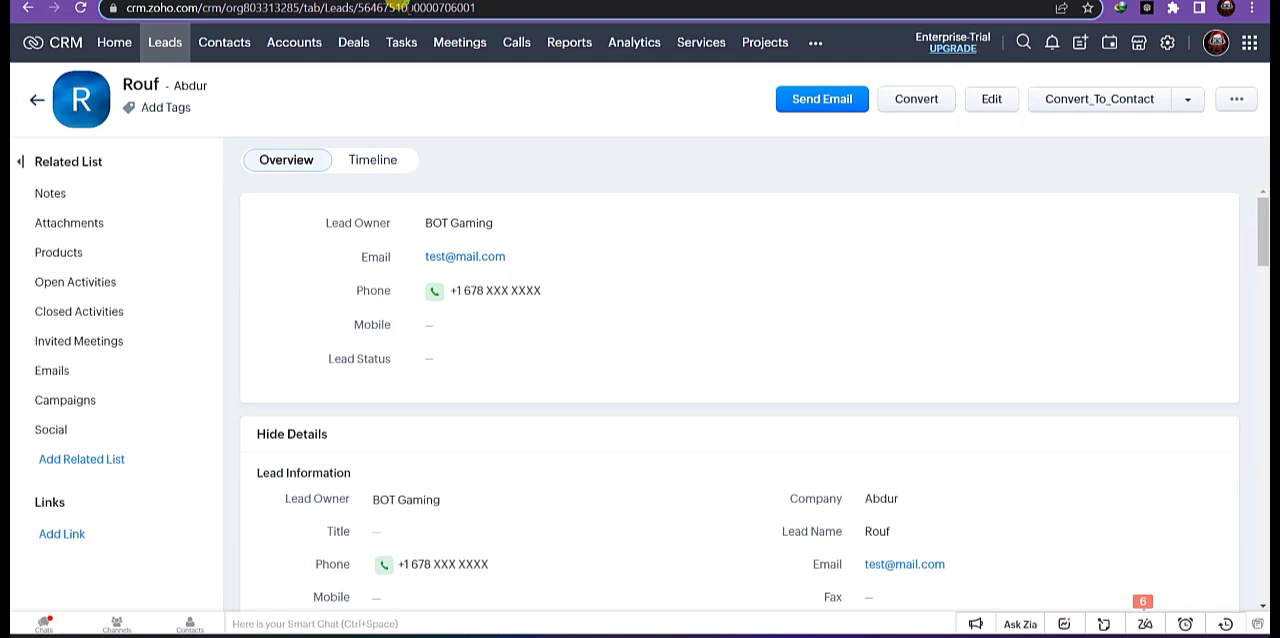 crm.zoho.com/crm/org803313285/tab/Leads/
CRM Home Leads Contacts Accounts Deals Tasks Meetings Calls Reports Analytics Services Projects ••• Enterprise-Trial
UPGRADE
R
Rouf - Abdur
Add Tags
Send Email Convert Edit Convert_To_Contact •••
Related List
Notes
Attachments
Products
Open Activities
Closed Activities
Invited Meetings
Emails
Campaigns
Social
Add Related List
Links
Add Link
Overview Timeline
Lead Owner BOT Gaming
Email test@mail.com
Phone +1 678 XXX XXXX
Mobile —
Lead Status —
Hide Details
Lead Information
Lead Owner BOT Gaming Company Abdur
Title — Lead Name Rouf
Phone +1 678 XXX XXXX Email test@mail.com
Mobile — Fax —
6
Chats Channels Contacts Here is your Smart Chat (Ctrl+Space) Ask Zia